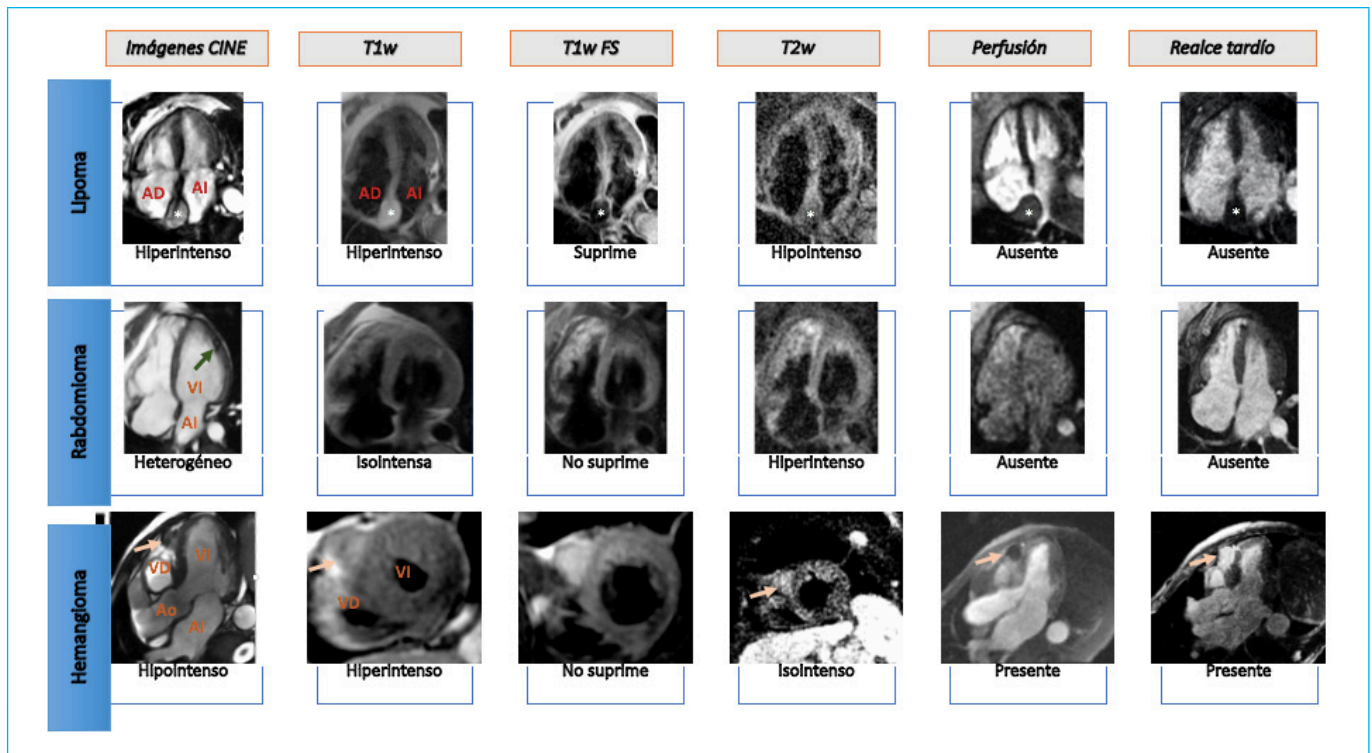 Imágenes CINE
T1w
T1w FS
T2w
Perfusión
Realce tardío
Lipoma
AD
AI
*
Hiperintenso
AD
AI
*
Hiperintenso
*
Suprime
*
Hipointenso
*
Ausente
*
Ausente
Rabdomioma
VI
AI
Heterogéneo
Isointensa
No suprime
Hiperintenso
Ausente
Ausente
Hemangioma
VD
VI
Ao
AI
Hipointenso
VI
VD
Hiperintenso
No suprime
Isointenso
Presente
Presente